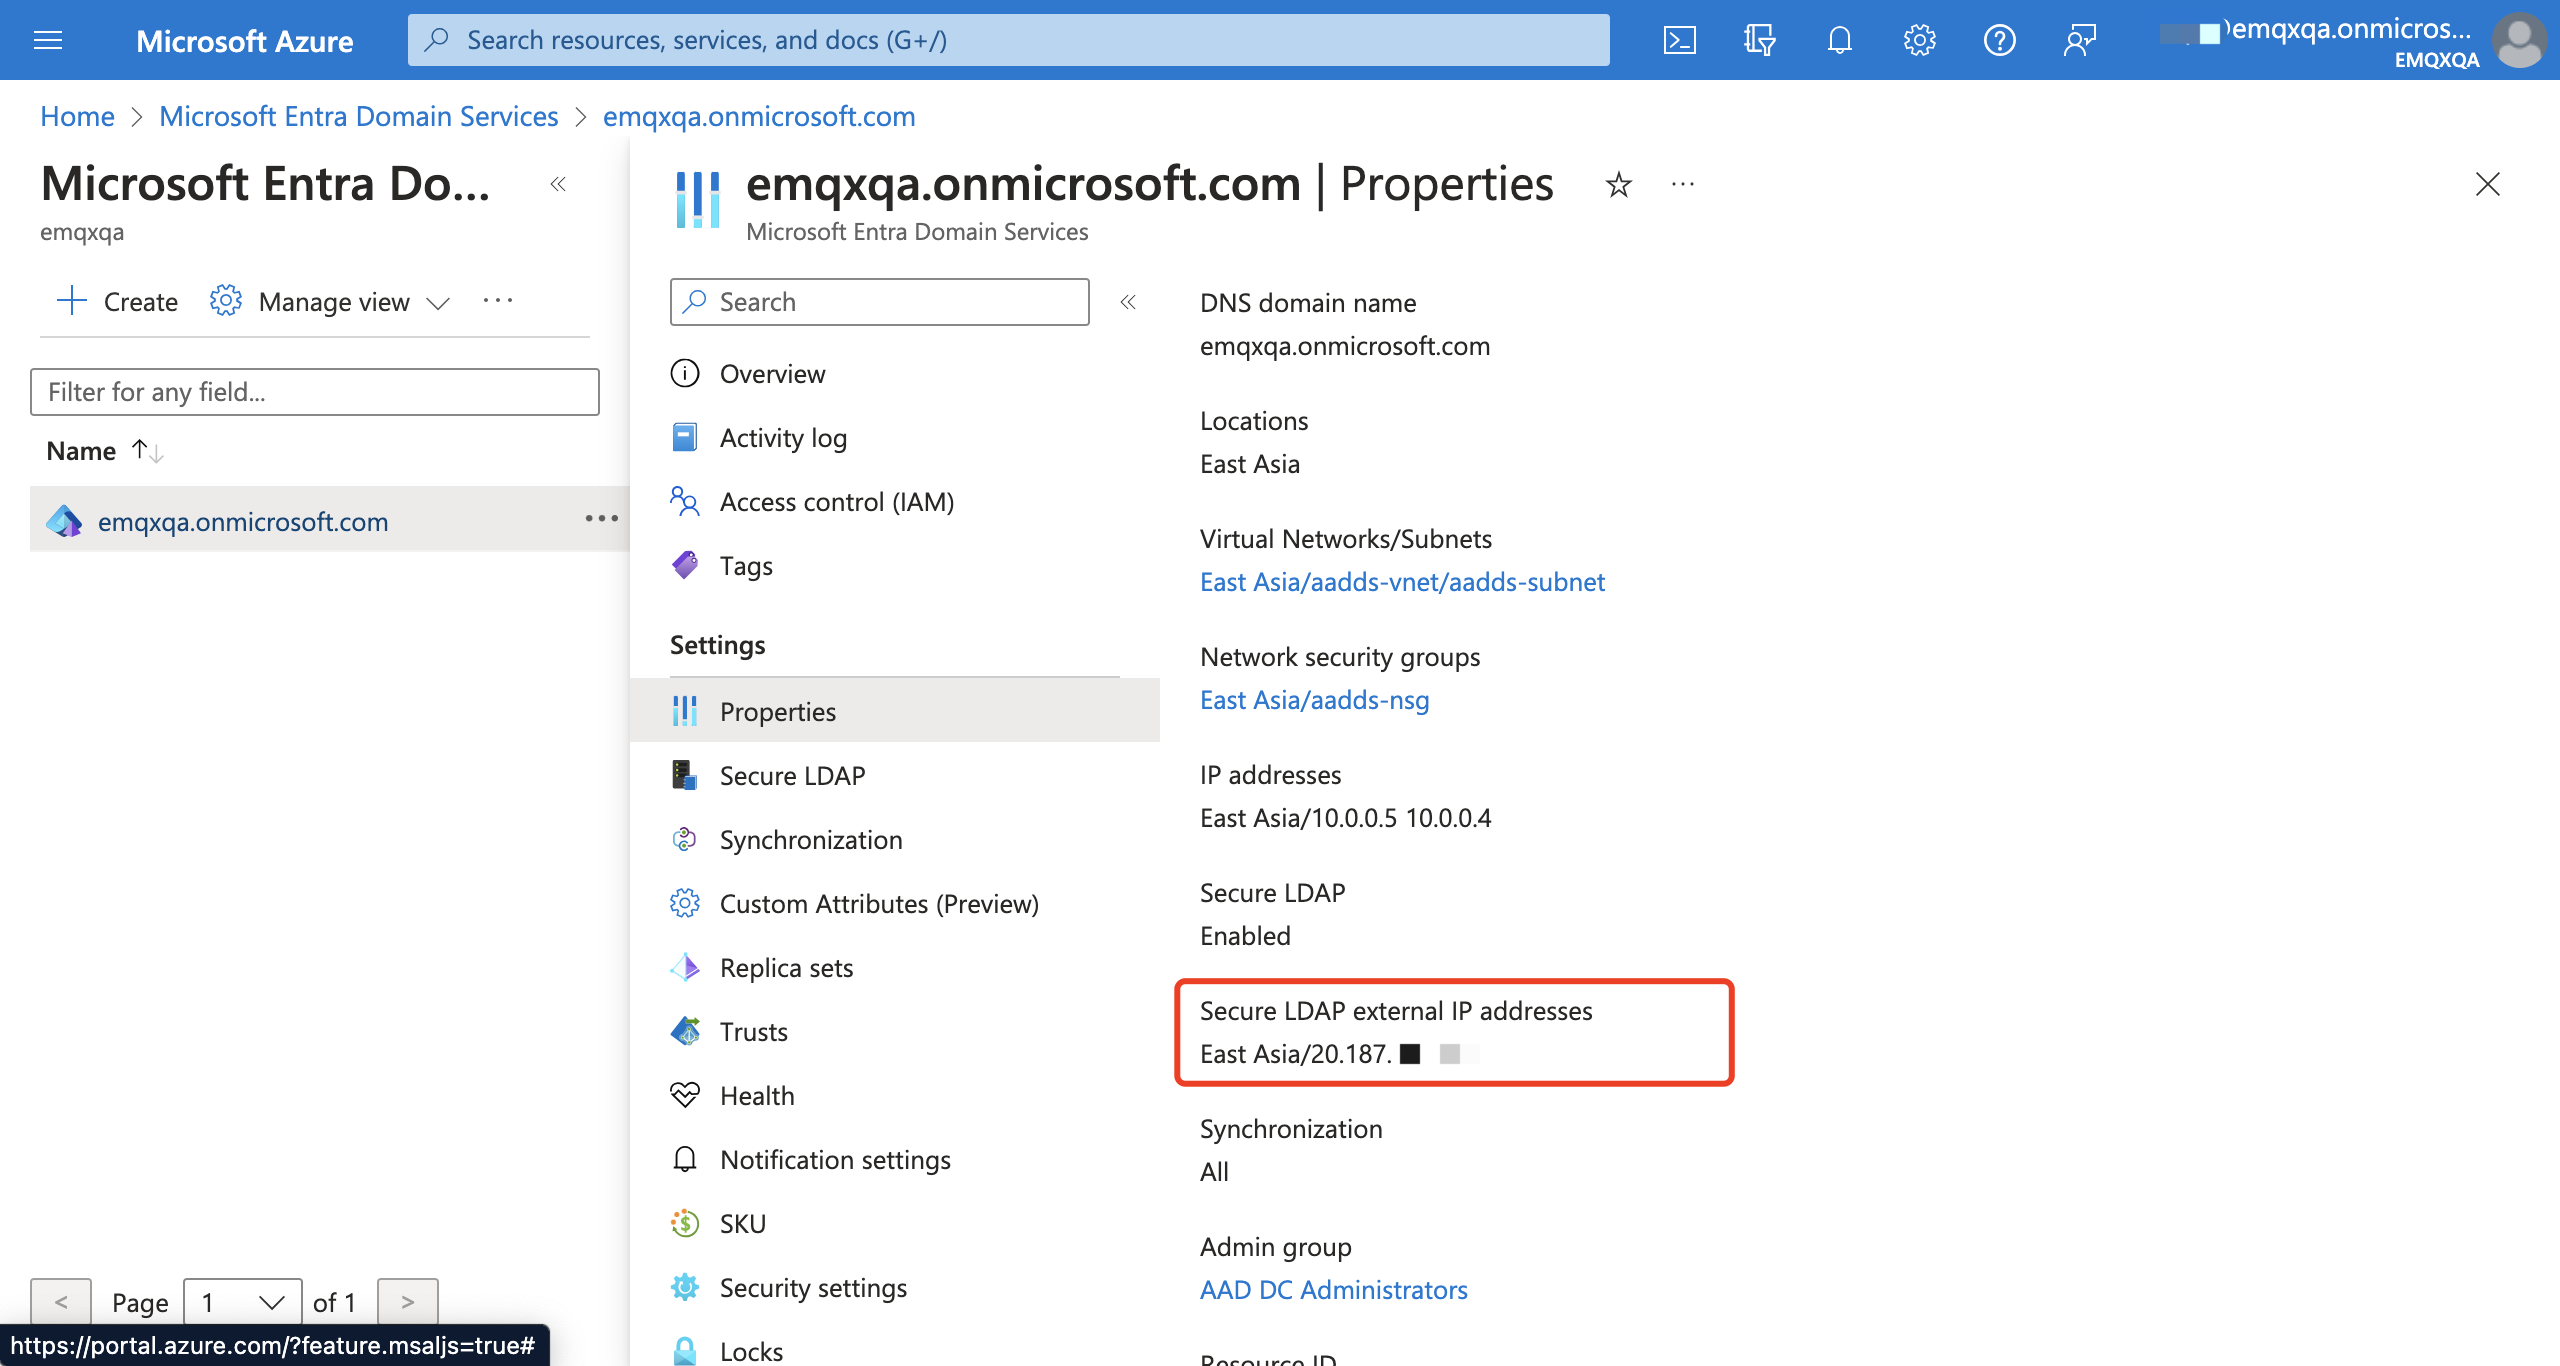 Microsoft Azure
Search resources, services, and docs (G+/)
emqxqa.onmicros...
EMQXQA
Home > Microsoft Entra Domain Services > emqxqa.onmicrosoft.com
Microsoft Entra Do...
emqxqa
Create
Manage view
Filter for any field...
Name
emqxqa.onmicrosoft.com
< Page 1 of 1 >
https://portal.azure.com/?feature.msaljs=true#
emqxqa.onmicrosoft.com | Properties
Microsoft Entra Domain Services
Search
Overview
Activity log
Access control (IAM)
Tags
Settings
Properties
Secure LDAP
Synchronization
Custom Attributes (Preview)
Replica sets
Trusts
Health
Notification settings
SKU
Security settings
Locks
DNS domain name
emqxqa.onmicrosoft.com
Locations
East Asia
Virtual Networks/Subnets
East Asia/aadds-vnet/aadds-subnet
Network security groups
East Asia/aadds-nsg
IP addresses
East Asia/10.0.0.5 10.0.0.4
Secure LDAP
Enabled
Secure LDAP external IP addresses
East Asia/20.187.
Synchronization
All
Admin group
AAD DC Administrators
Resource ID